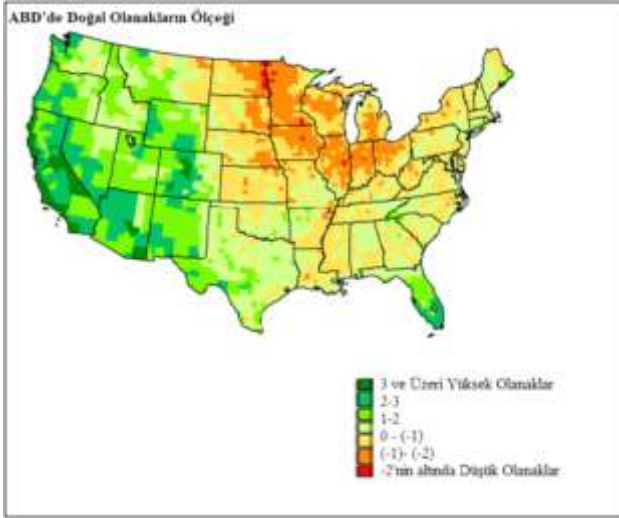 ABD'de Doğal Olanakların Ölçeği
3 ve Üzeri Yüksek Olanaklar
2-3
1-2
0 - (-1)
(-1)- (-2)
-2'nin altında Düşük Olanaklar